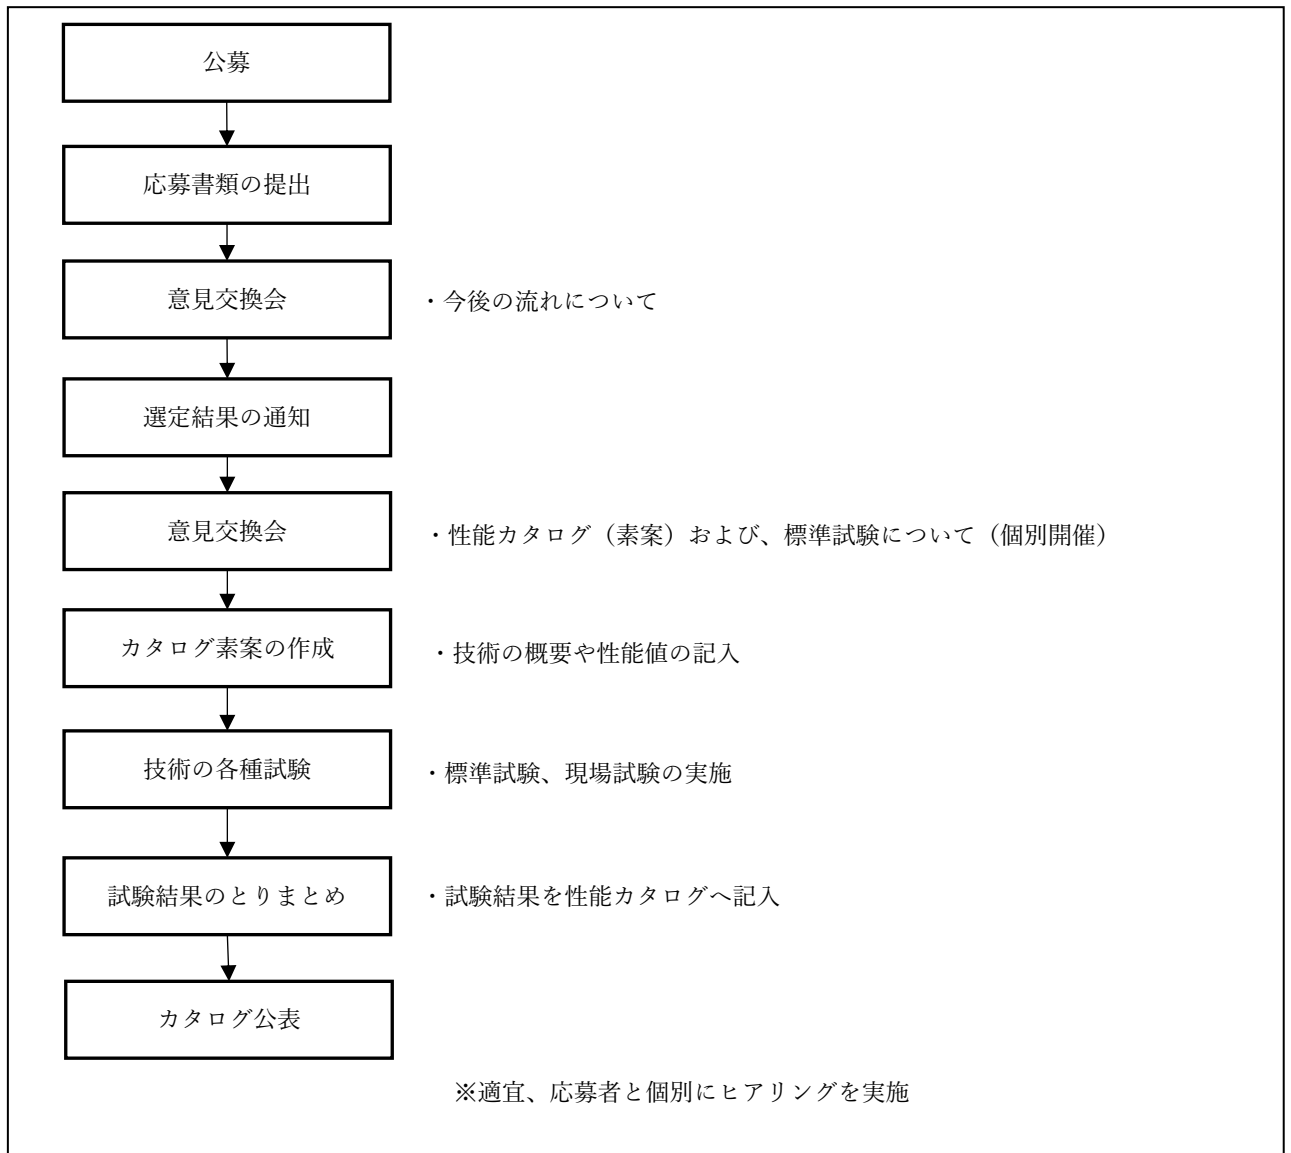 公募
応募書類の提出
意見交換会
・今後の流れについて
選定結果の通知
意見交換会
・性能カタログ（素案）および、標準試験について（個別開催）
カタログ素案の作成
・技術の概要や性能値の記入
技術の各種試験
・標準試験、現場試験の実施
試験結果のとりまとめ
・試験結果を性能カタログへ記入
カタログ公表
※適宜、応募者と個別にヒアリングを実施